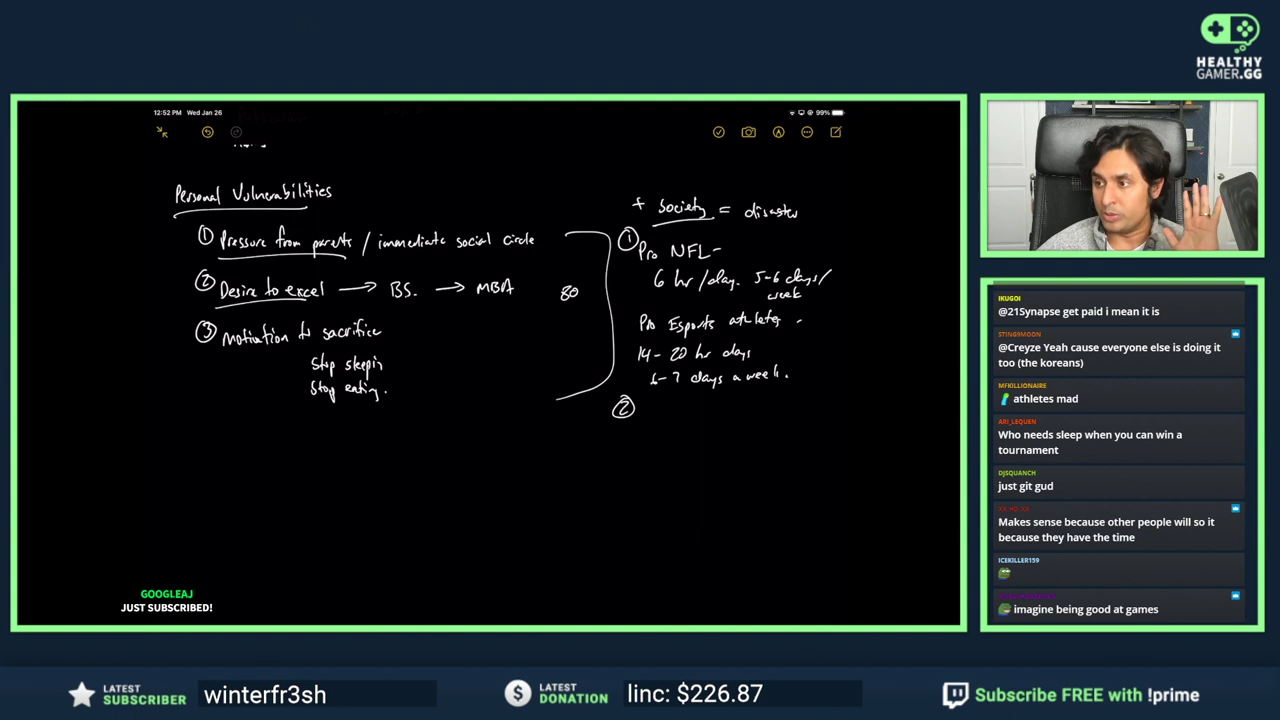 HEALTHY
GAMER.GG
12:52 PM Wed Jan 26
99%
Personal Vulnerabilities
① Pressure from parents / immediate social circle
② Desire to excel → BS. → MBA
80
③ Motivation to sacrifice
Stop sleepin
Stop eating.
+ society = disaster
① Pro NFL -
6 hr/day. 5-6 days/
week
Pro Esports athletes -
14-20 hr days
6-7 days a week.
②
GOOGLEAJ
JUST SUBSCRIBED!
IKUGOI
@21Synapse get paid i mean it is
STING9MOON
@Creyze Yeah cause everyone else is doing it
too (the koreans)
MFKILLIONAIRE
athletes mad
ARI_LEQUEN
Who needs sleep when you can win a
tournament
DJSQUANCH
just git gud
Makes sense because other people will so it
because they have the time
ICEKILLER159
imagine being good at games
LATEST
SUBSCRIBER
winterfr3sh
LATEST
DONATION
linc: $226.87
Subscribe FREE with !prime